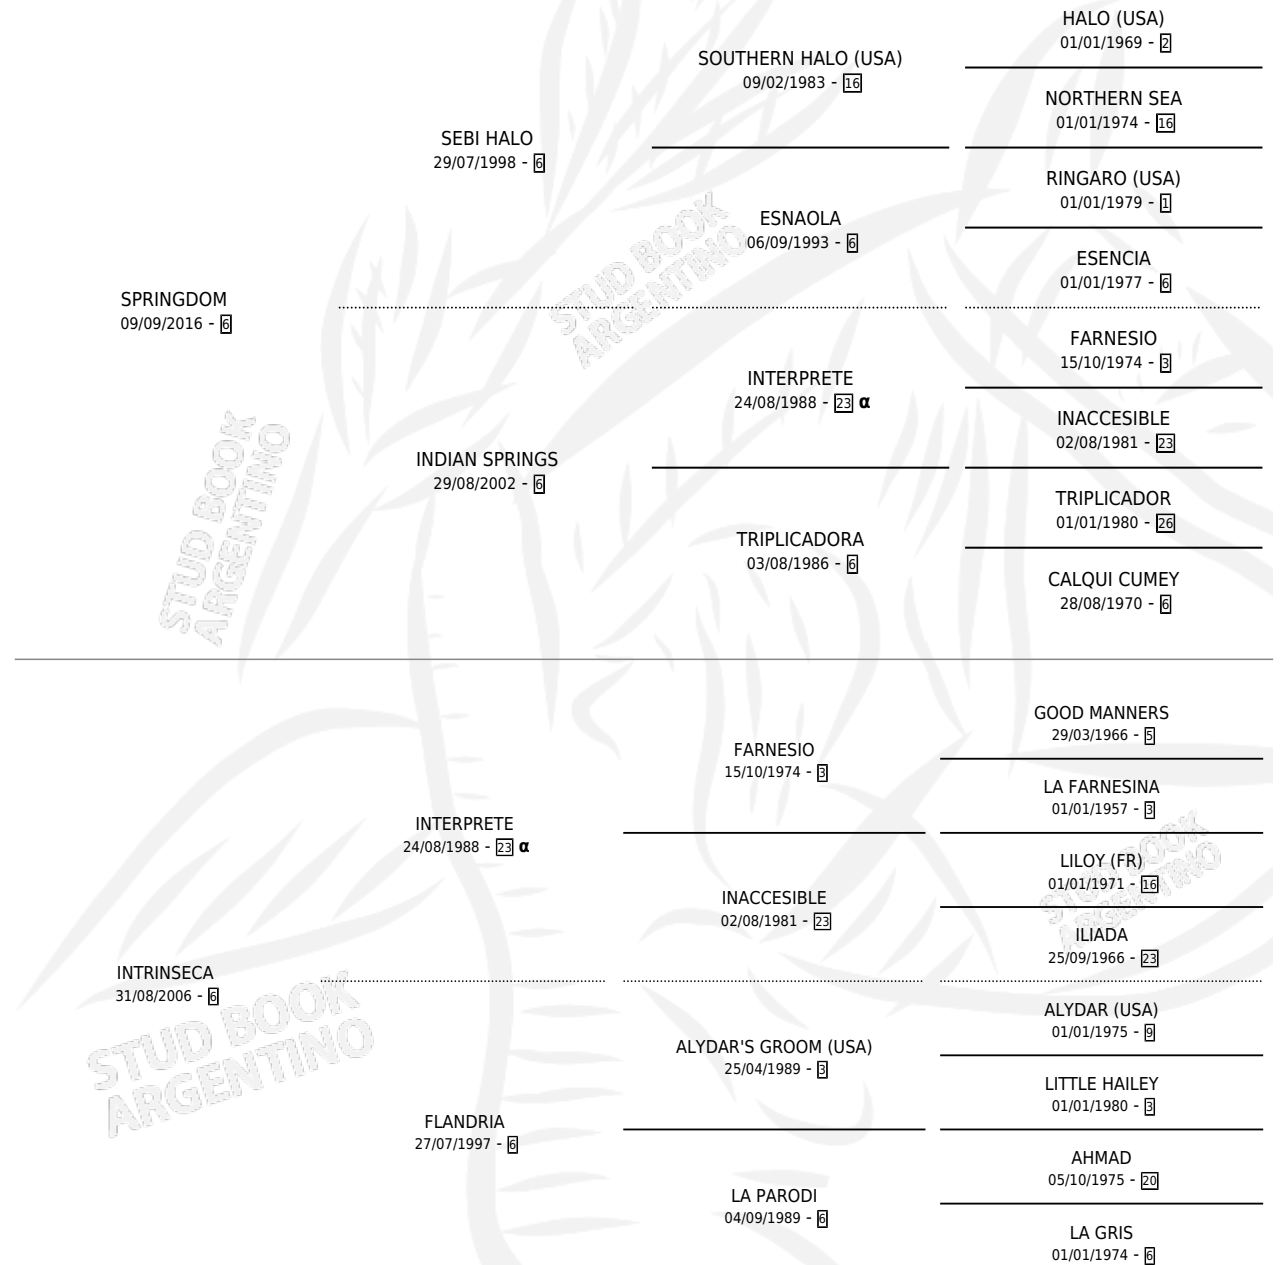 HALO (USA)
01/01/1969 - 2
SOUTHERN HALO (USA)
09/02/1983 - 16
NORTHERN SEA
01/01/1974 - 16
SEBI HALO
29/07/1998 - 6
RINGARO (USA)
01/01/1979 - 1
ESNAOLA
06/09/1993 - 6
ESENCIA
01/01/1977 - 6
STUD BOOK
ARGENTINO
SPRINGDOM
09/09/2016 - 6
FARNESIO
15/10/1974 - 3
INTERPRETE
24/08/1988 - 23 α
INACCESIBLE
02/08/1981 - 23
INDIAN SPRINGS
29/08/2002 - 6
TRIPLICADOR
01/01/1980 - 26
TRIPLICADORA
03/08/1986 - 6
CALQUI CUMEY
28/08/1970 - 6
STUD BOOK
ARGENTINO
GOOD MANNERS
29/03/1966 - 5
FARNESIO
15/10/1974 - 3
LA FARNESINA
01/01/1957 - 3
INTERPRETE
24/08/1988 - 23 α
LILOY (FR)
01/01/1971 - 16
INACCESIBLE
02/08/1981 - 23
ILIADA
25/09/1966 - 23
STUD BOOK
ARGENTINO
INTRINSECA
31/08/2006 - 6
ALYDAR (USA)
01/01/1975 - 9
ALYDAR'S GROOM (USA)
25/04/1989 - 3
LITTLE HAILEY
01/01/1980 - 3
FLANDRIA
27/07/1997 - 6
AHMAD
05/10/1975 - 20
LA PARODI
04/09/1989 - 6
LA GRIS
01/01/1974 - 6
STUD BOOK
ARGENTINO